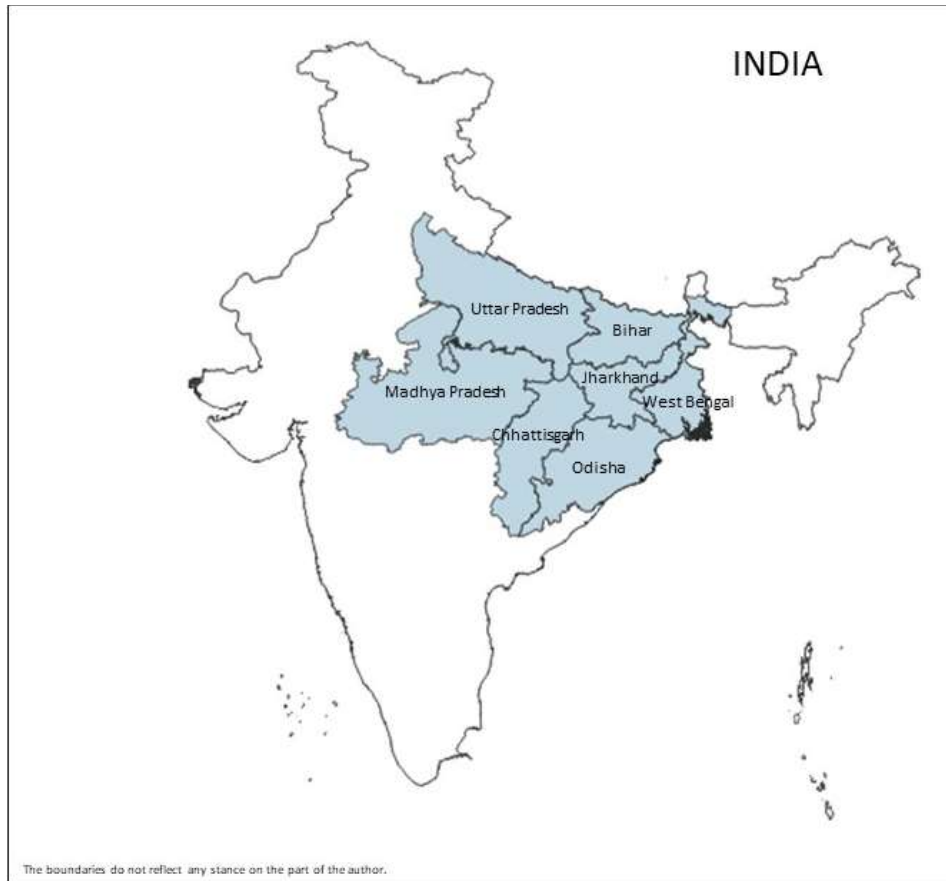 INDIA
Uttar Pradesh
Bihar
Jharkhand
Madhya Pradesh
West Bengal
Chhattisgarh
Odisha
The boundaries do not reflect any stance on the part of the author.